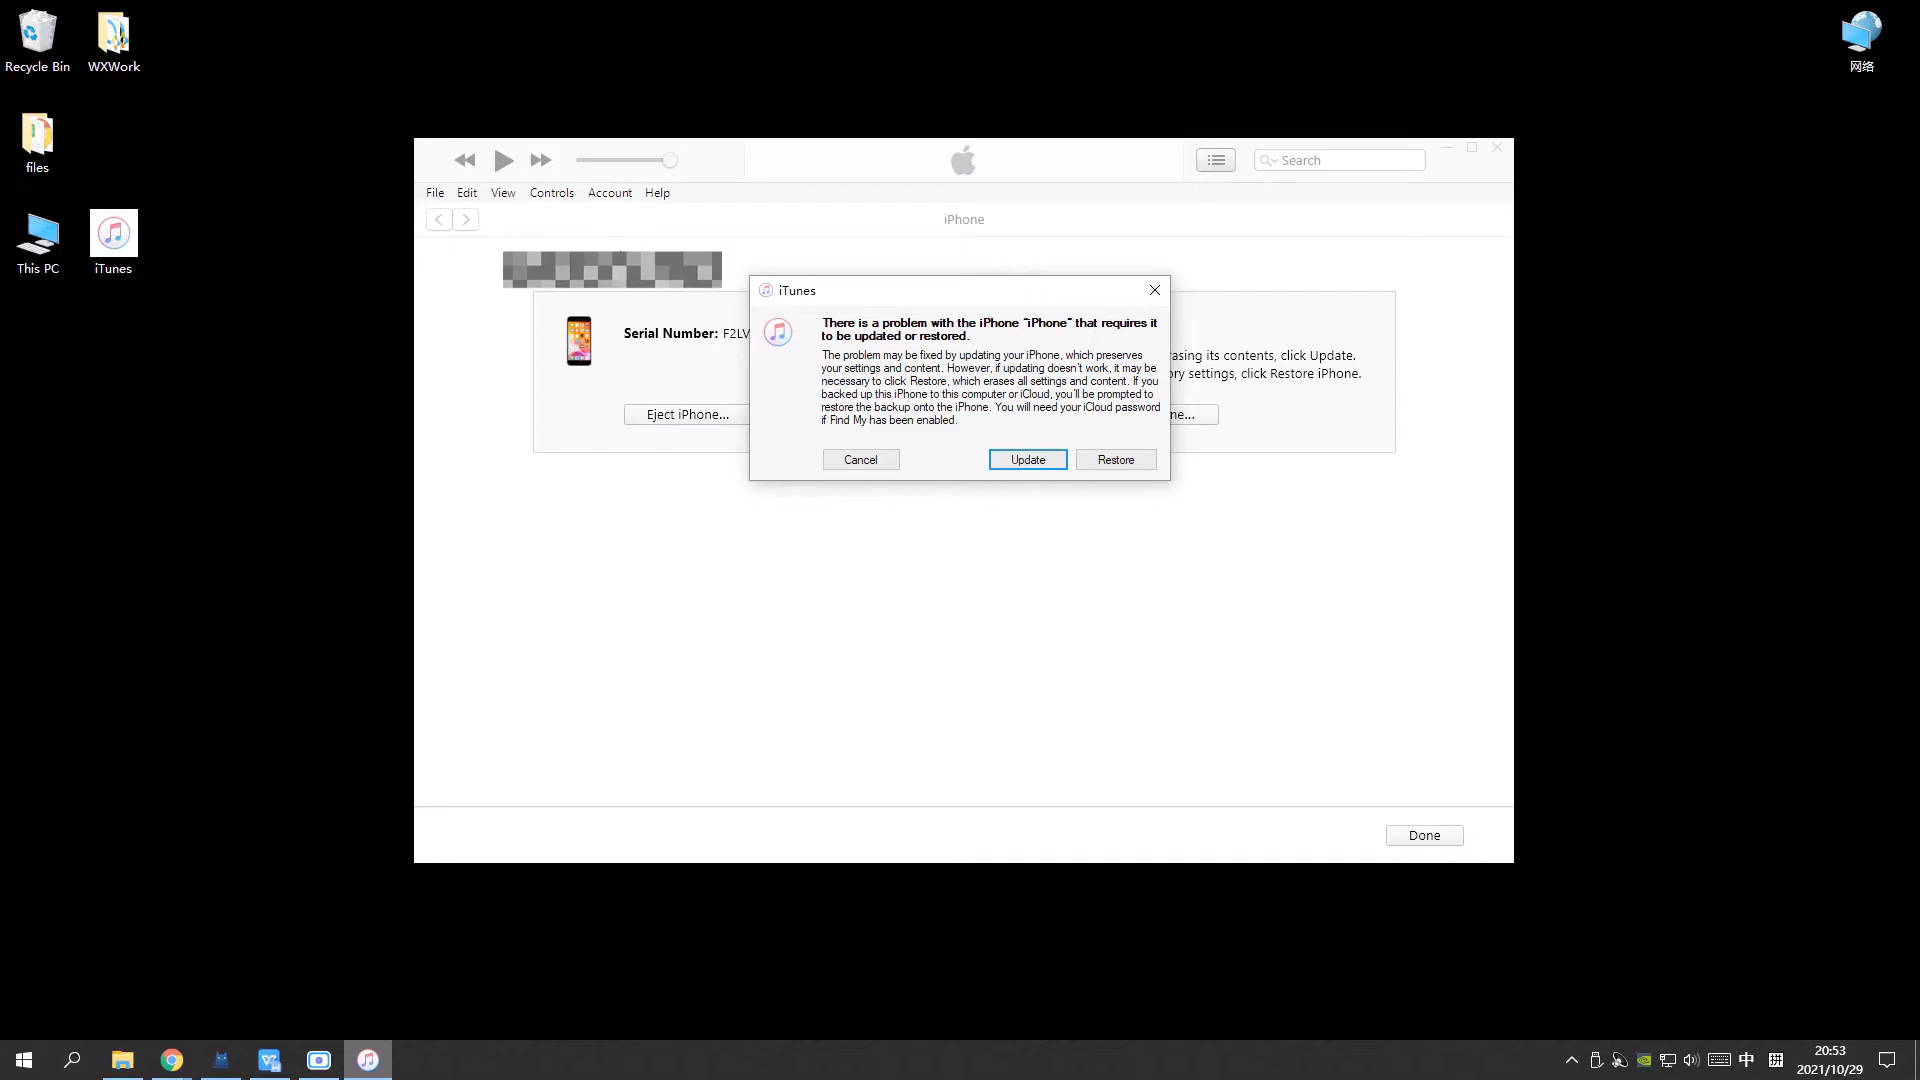 Recycle Bin
WXWork
网络
files
This PC
iTunes
Search
File Edit View Controls Account Help
iPhone
Serial Number: F2LV
asing its contents, click Update.
ory settings, click Restore iPhone.
Eject iPhone...
ne...
iTunes
There is a problem with the iPhone “iPhone” that requires it
to be updated or restored.
The problem may be fixed by updating your iPhone, which preserves
your settings and content. However, if updating doesn't work, it may be
necessary to click Restore, which erases all settings and content. If you
backed up this iPhone to this computer or iCloud, you'll be prompted to
restore the backup onto the iPhone. You will need your iCloud password
if Find My has been enabled.
Cancel
Update
Restore
Done
中
拼
20:53
2021/10/29